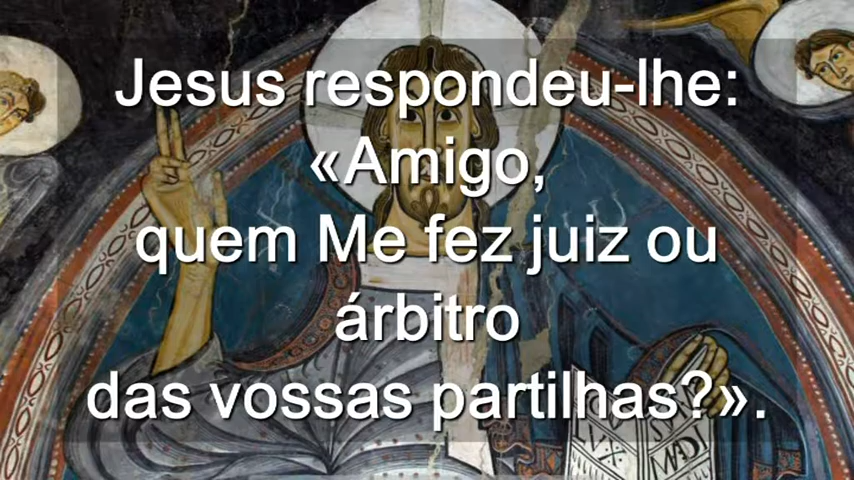 Jesus respondeu-lhe:
«Amigo,
quem Me fez juiz ou
árbitro
das vossas partilhas?».